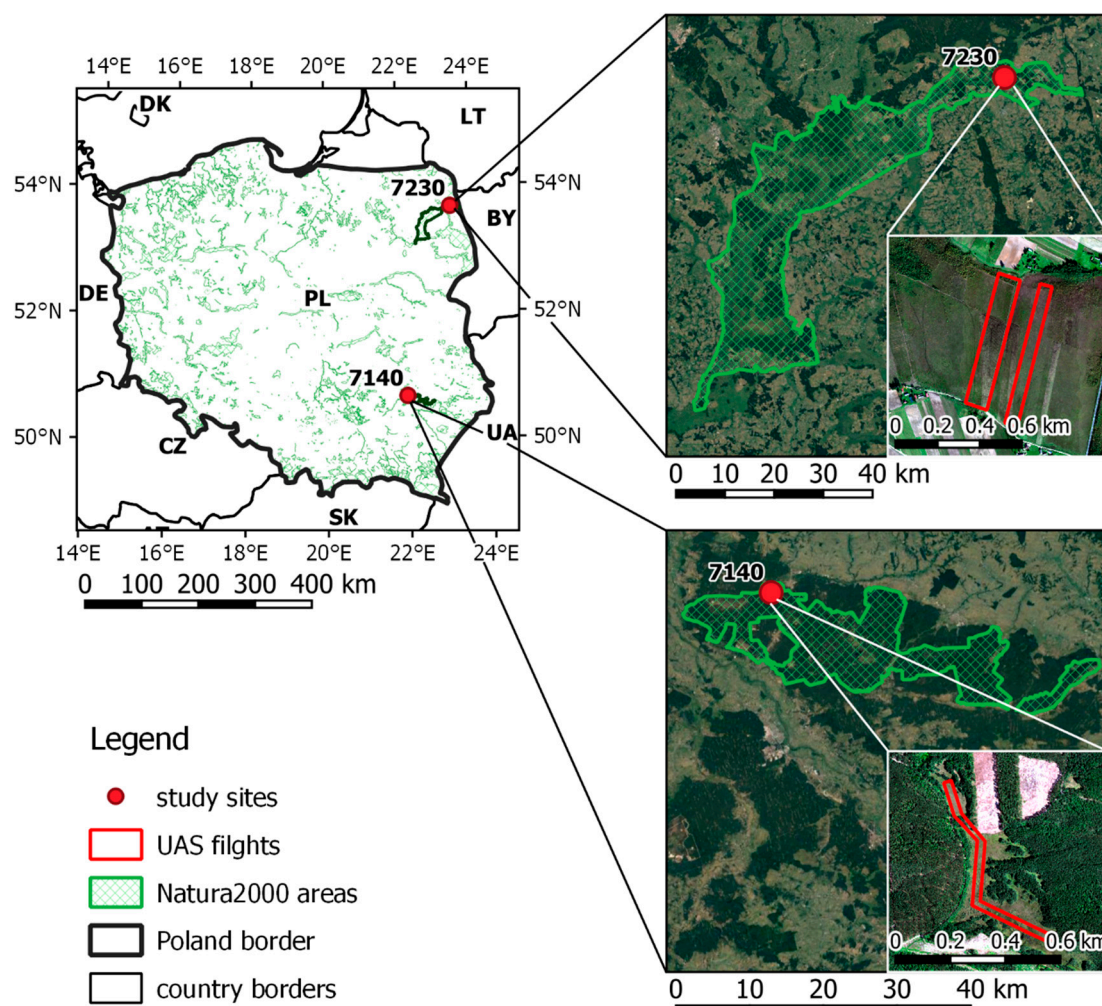 14°E 16°E 18°E 20°E 22°E 24°E
DK
LT
54°N
54°N
7230
BY
DE
PL
52°N
52°N
7140
50°N
UA
50°N
CZ
SK
14°E 16°E 18°E 20°E 22°E 24°E
0 100 200 300 400 km
Legend
study sites
UAS filghts
Natura2000 areas
Poland border
country borders
7230
0 0.2 0.4 0.6 km
0 10 20 30 40 km
7140
0 0.2 0.4 0.6 km
0 10 20 30 40 km